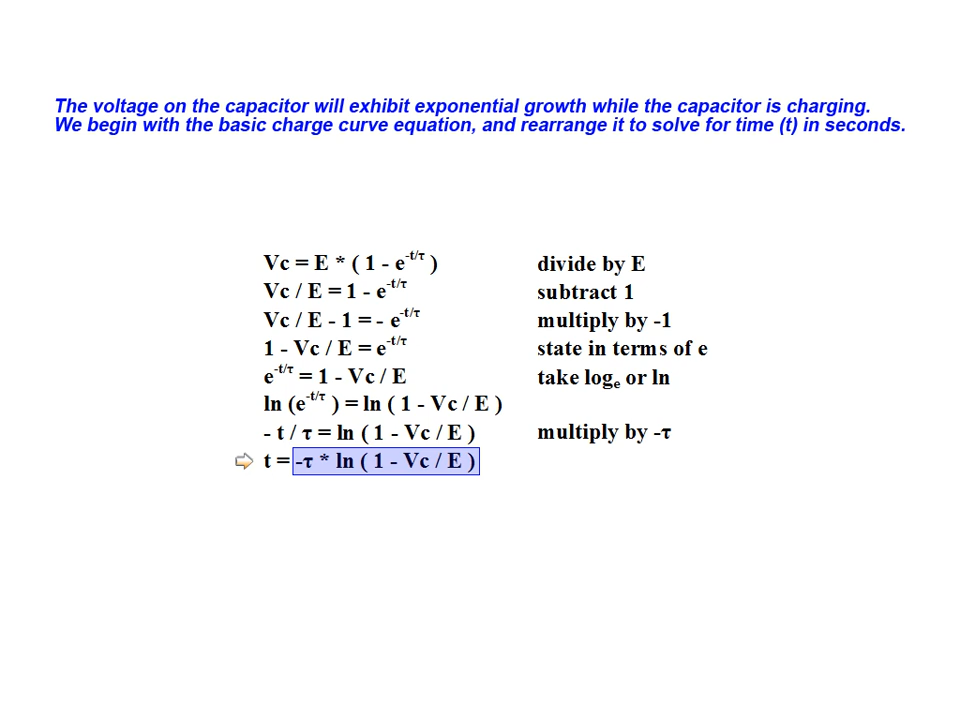 The voltage on the capacitor will exhibit exponential growth while the capacitor is charging.
We begin with the basic charge curve equation, and rearrange it to solve for time (t) in seconds.
Vc = E * ( 1 - e^-t/τ ) divide by E
Vc / E = 1 - e^-t/τ subtract 1
Vc / E - 1 = - e^-t/τ multiply by -1
1 - Vc / E = e^-t/τ state in terms of e
e^-t/τ = 1 - Vc / E take logₑ or ln
ln (e^-t/τ ) = ln ( 1 - Vc / E )
- t / τ = ln ( 1 - Vc / E ) multiply by -τ
t = -τ * ln ( 1 - Vc / E )